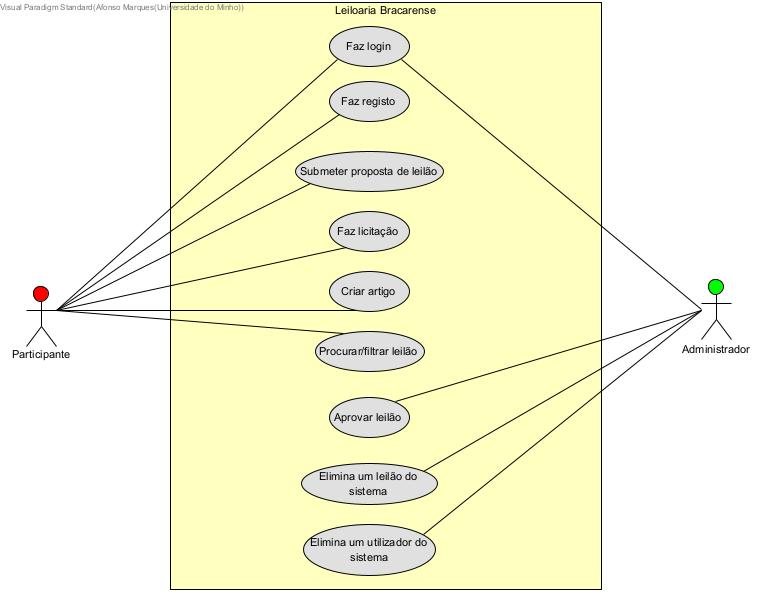 Visual Paradigm Standard(Afonso Marques(Universidade do Minho))
Leiloaria Bracarense
Faz login
Faz registo
Submeter proposta de leilão
Faz licitação
Criar artigo
Procurar/filtrar leilão
Participante
Administrador
Aprovar leilão
Elimina um leilão do
sistema
Elimina um utilizador do
sistema